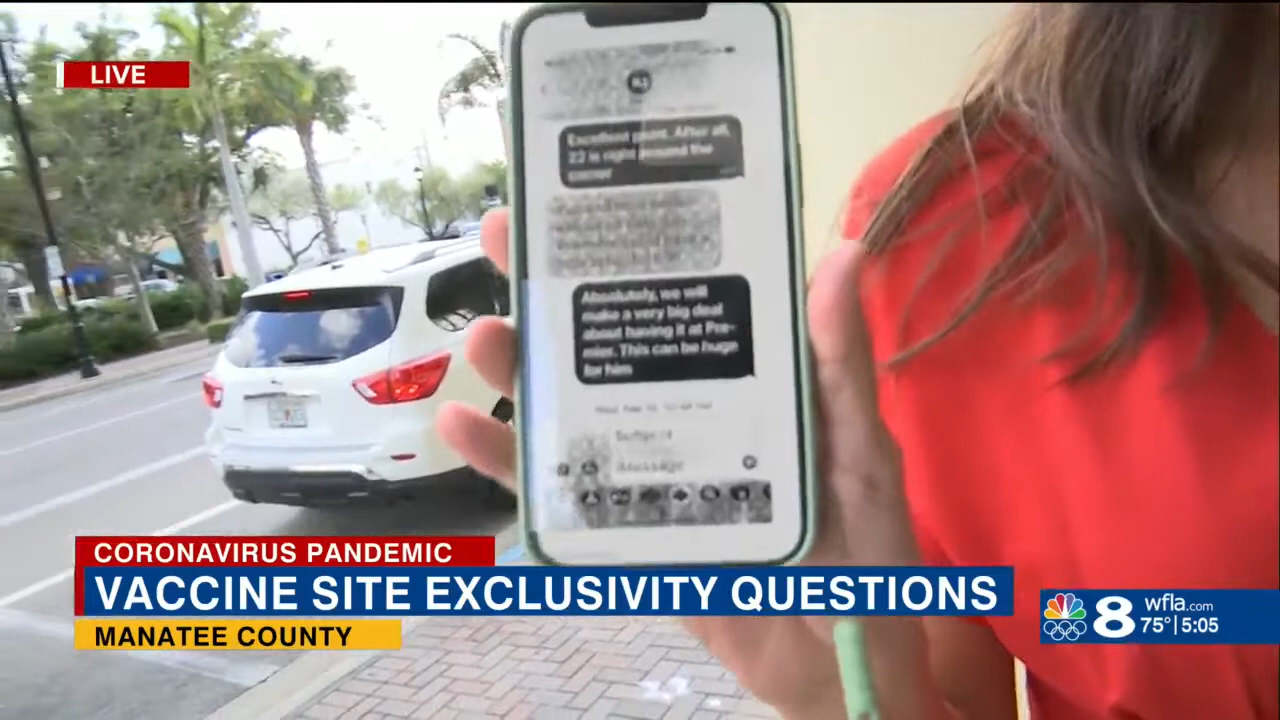 LIVE
Excellent point. After all,
22 is right around the
corner
Absolutely, we will
make a very big deal
about having it at Pre-
mier. This can be huge
for him
CORONAVIRUS PANDEMIC
VACCINE SITE EXCLUSIVITY QUESTIONS
MANATEE COUNTY
8
wfla.com
75° | 5:05